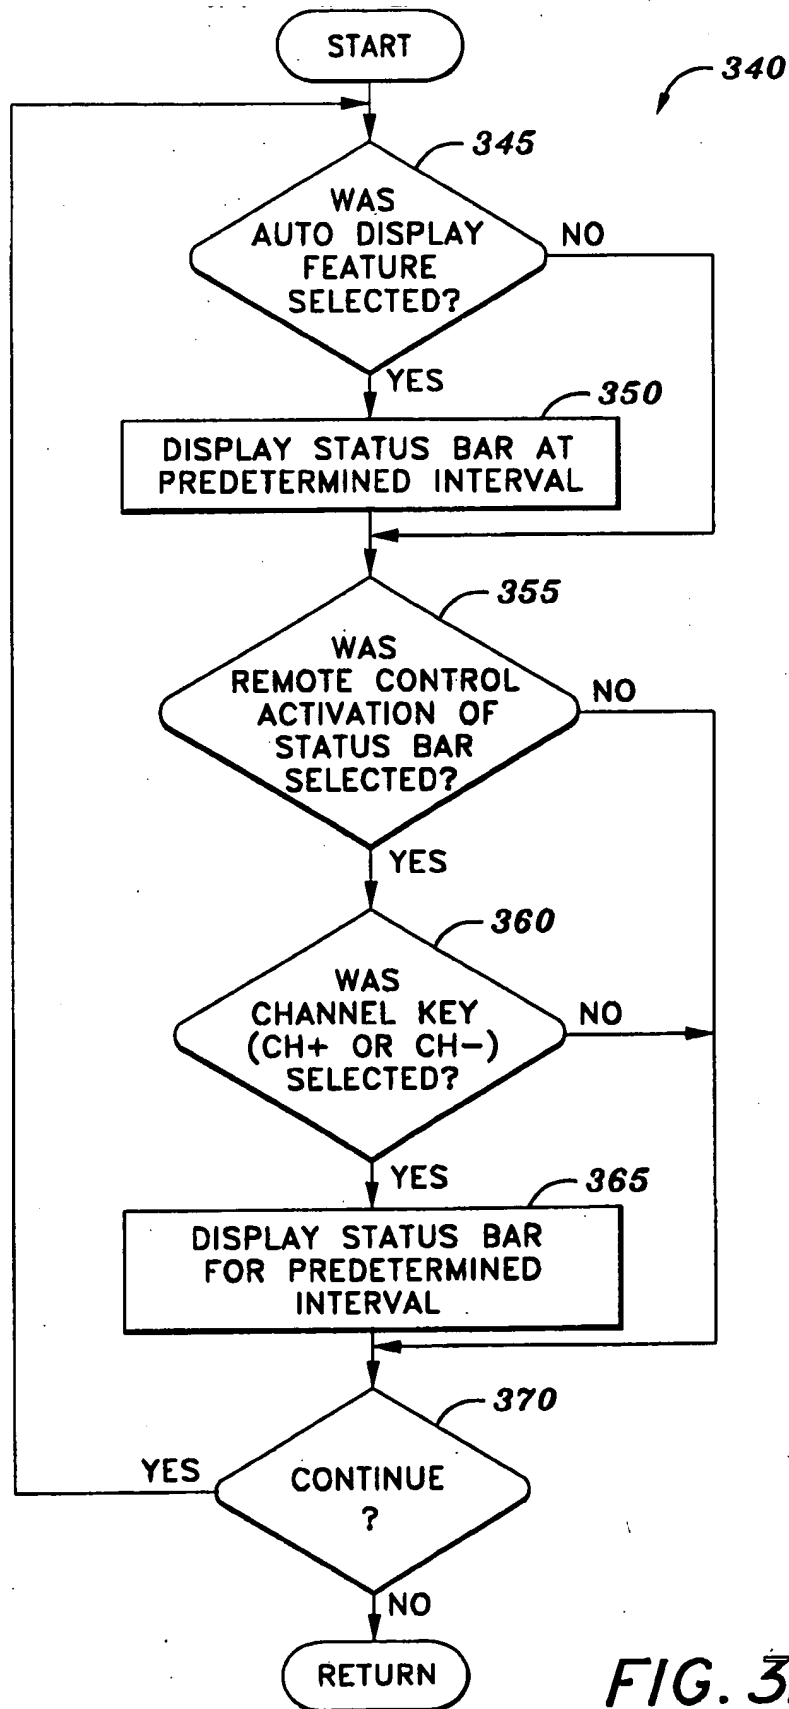 START
340
345
WAS
AUTO DISPLAY
FEATURE
SELECTED?
NO
YES
350
DISPLAY STATUS BAR AT
PREDETERMINED INTERVAL
355
WAS
REMOTE CONTROL
ACTIVATION OF
STATUS BAR
SELECTED?
NO
YES
360
WAS
CHANNEL KEY
(CH+ OR CH−)
SELECTED?
NO
YES
365
DISPLAY STATUS BAR
FOR PREDETERMINED
INTERVAL
370
YES
CONTINUE
?
NO
RETURN
FIG. 3